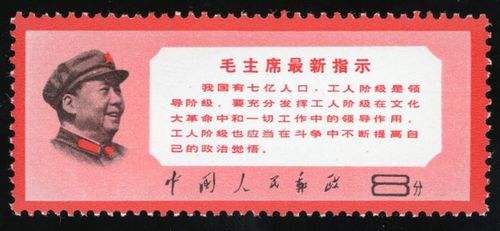 毛主席最新指示
我国有七亿人口，工人阶级是领
导阶级。要充分发挥工人阶级在文化
大革命中和一切工作中的领导作用。
工人阶级也应当在斗争中不断提高自
己的政治觉悟。
中国人民邮政 8分